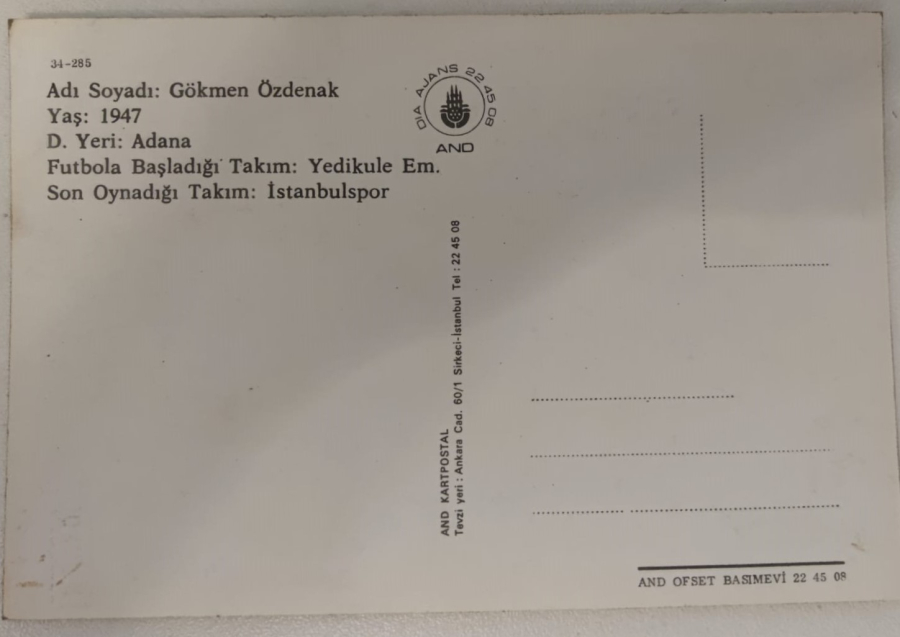 34-285
Adı Soyadı: Gökmen Özdenak
Yaş: 1947
D. Yeri: Adana
Futbola Başladığı Takım: Yedikule Em.
Son Oynadığı Takım: İstanbulspor
DIA AJANS 22 45 08
AND
AND KARTPOSTAL
Tevzi yeri : Ankara Cad. 60/1 Sirkeci-İstanbul Tel : 22 45 08
AND OFSET BASIMEVİ 22 45 08